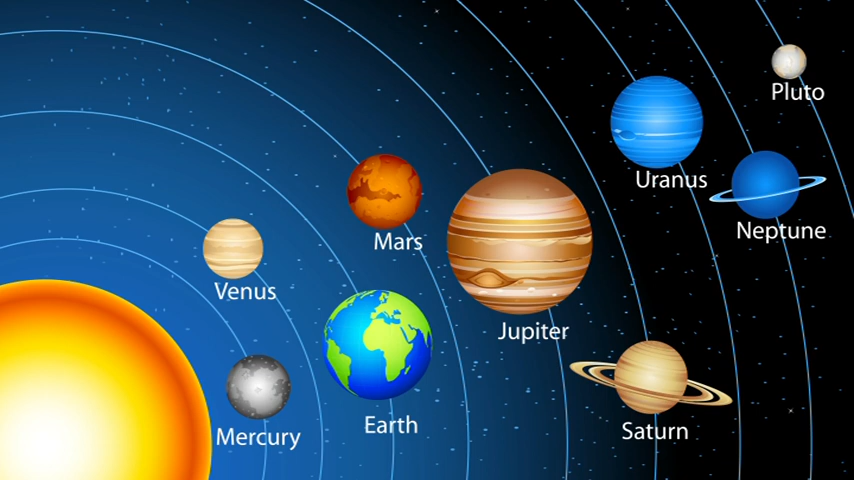 Pluto
Uranus
Neptune
Mars
Venus
Jupiter
Earth
Saturn
Mercury